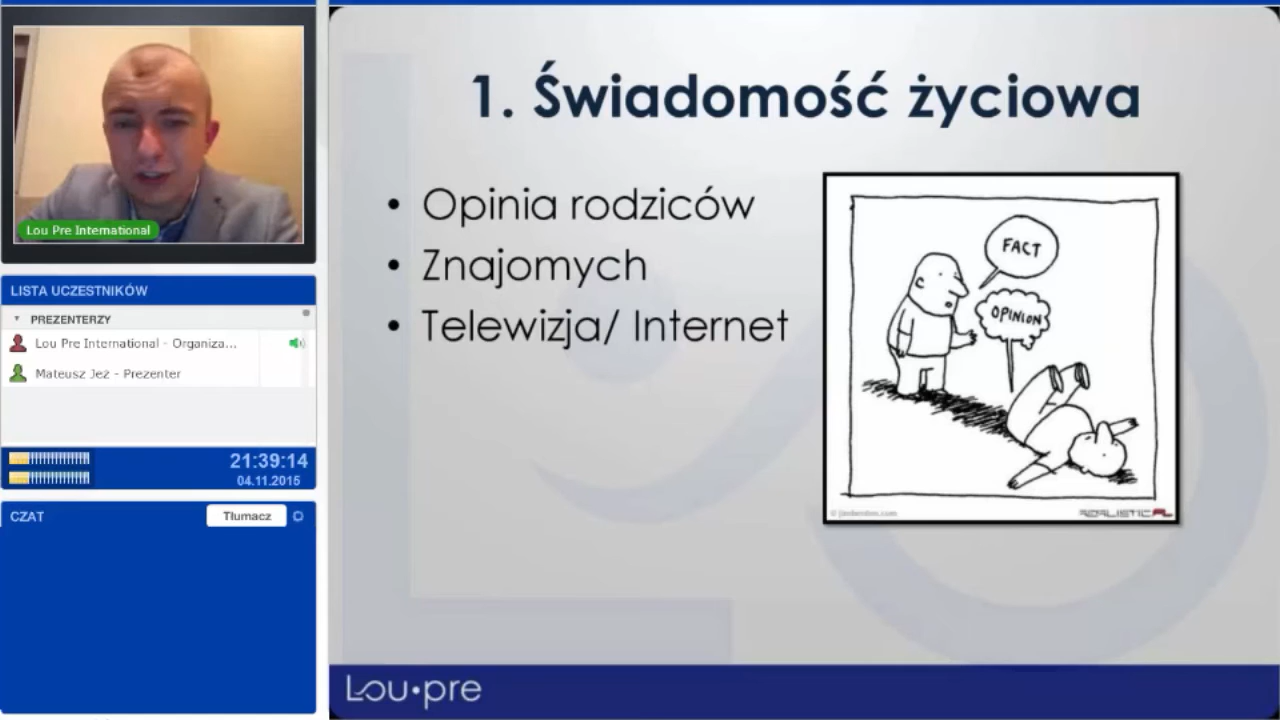 Lou Pre International
LISTA UCZESTNIKÓW
PREZENTERZY
Lou Pre International - Organiza...
Mateusz Jeż - Prezenter
21:39:14
04.11.2015
CZAT
Tłumacz
1. Świadomość życiowa
• Opinia rodziców
• Znajomych
• Telewizja/ Internet
FACT
OPINION
Lou•pre